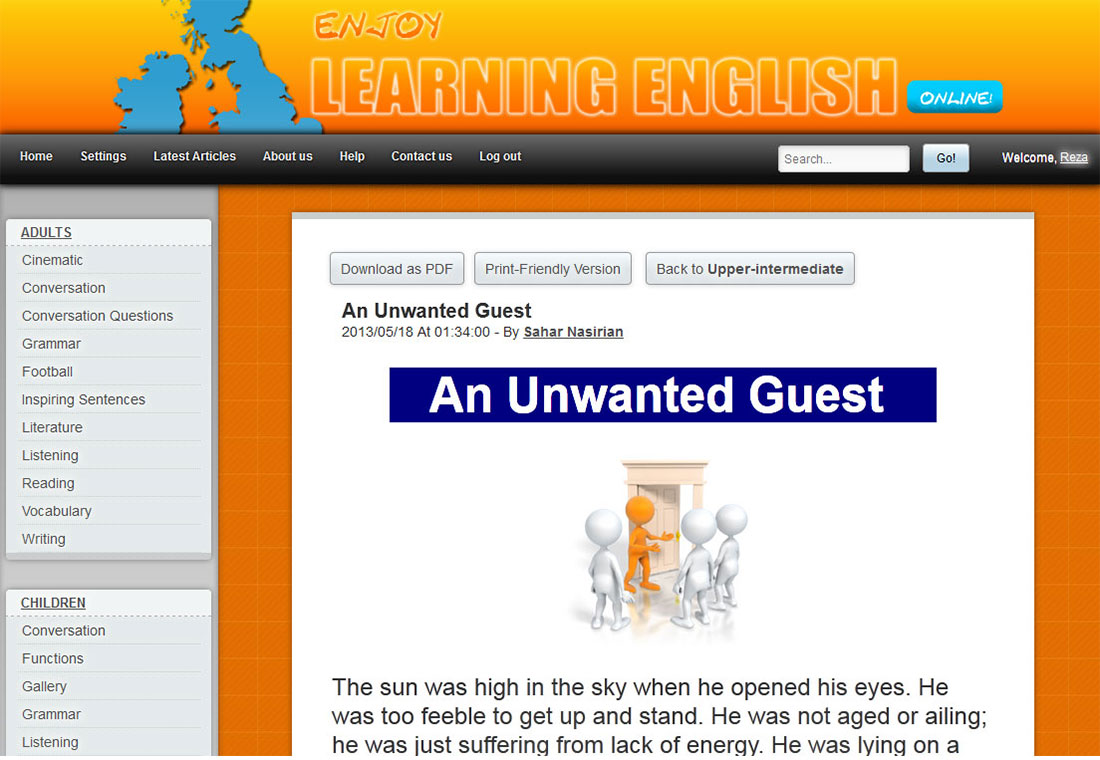 ENJOY
LEARNING ENGLISH
ONLINE!
Home Settings Latest Articles About us Help Contact us Log out Search... Go! Welcome, Reza
ADULTS
Cinematic
Conversation
Conversation Questions
Grammar
Football
Inspiring Sentences
Literature
Listening
Reading
Vocabulary
Writing
CHILDREN
Conversation
Functions
Gallery
Grammar
Listening
Download as PDF Print-Friendly Version Back to Upper-intermediate
An Unwanted Guest
2013/05/18 At 01:34:00 - By Sahar Nasirian
An Unwanted Guest
The sun was high in the sky when he opened his eyes. He
was too feeble to get up and stand. He was not aged or ailing;
he was just suffering from lack of energy. He was lying on a